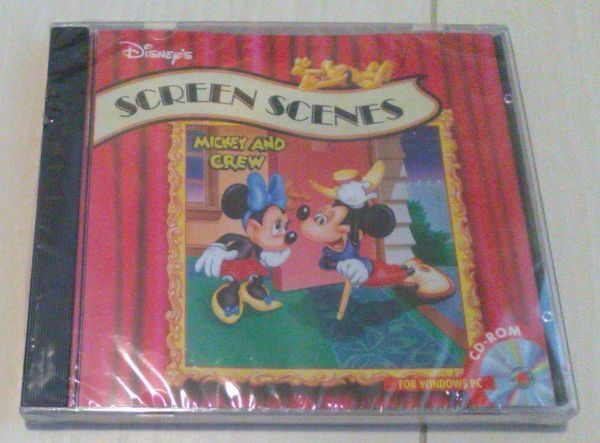 Disney's
SCREEN SCENES
MICKEY AND
CREW
CD-ROM
FOR WINDOWS PC